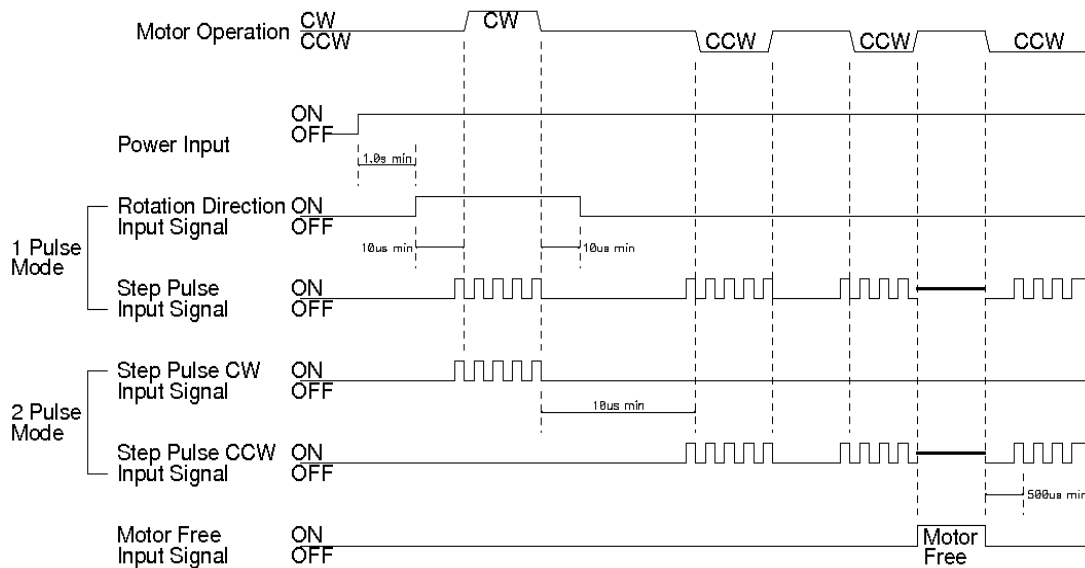 Motor Operation CW CW
CCW CCW CCW CCW
ON
Power Input OFF
1.0s min
Rotation Direction ON
Input Signal OFF
1 Pulse
Mode
10us min 10us min
Step Pulse ON
Input Signal OFF
Step Pulse CW ON
Input Signal OFF
2 Pulse
Mode
10us min
Step Pulse CCW ON
Input Signal OFF
500us min
Motor Free ON Motor
Input Signal OFF Free